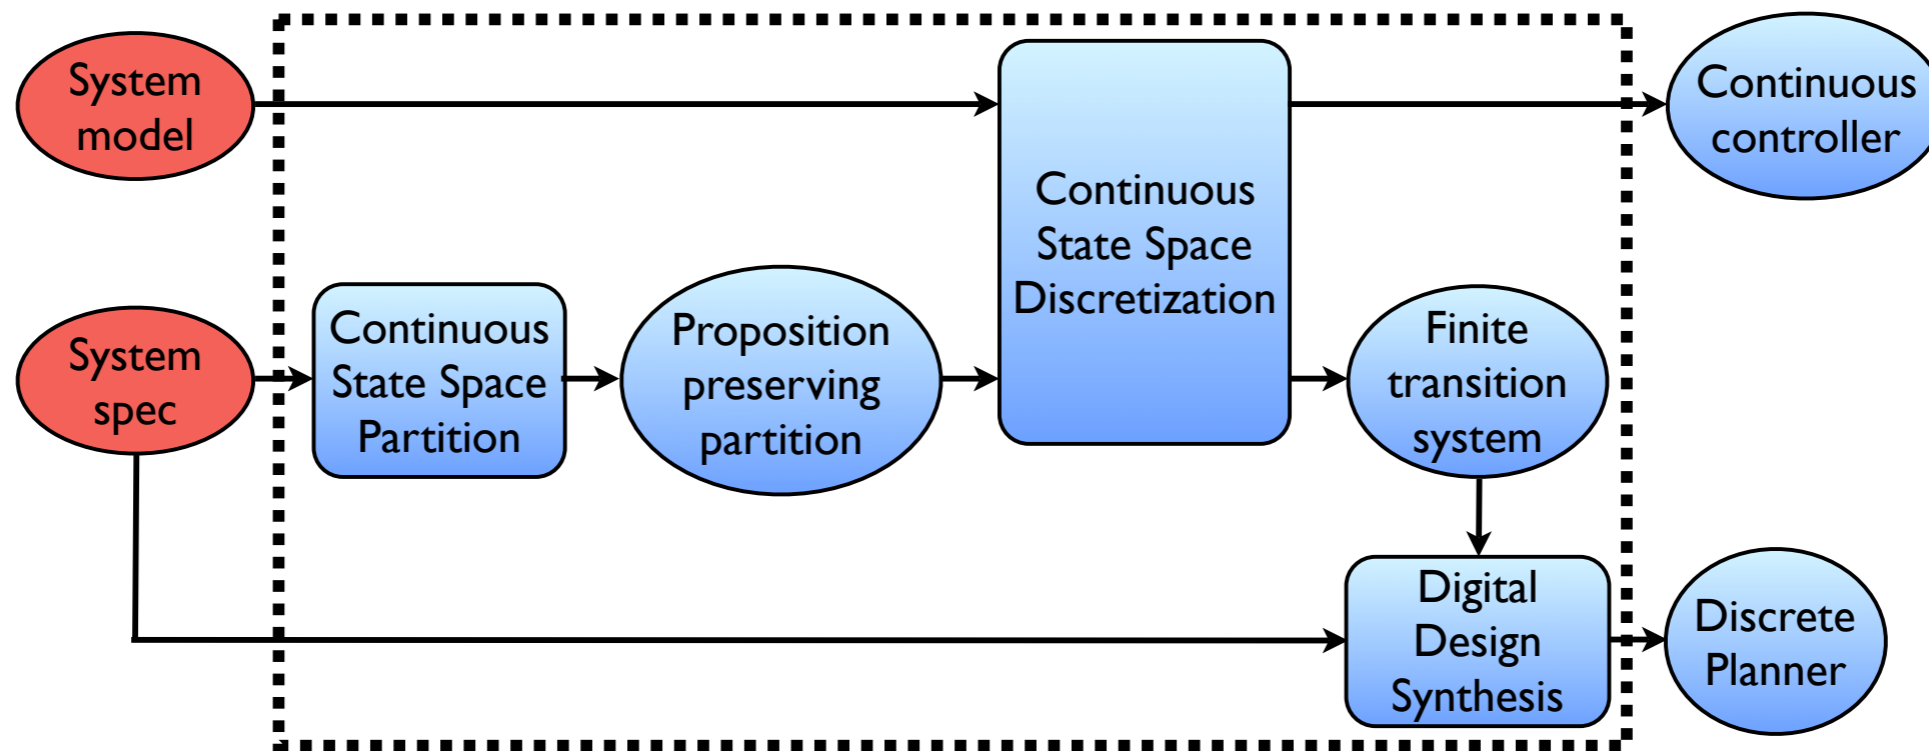 System
model
Continuous
State Space
Discretization
Continuous
controller
System
spec
Continuous
State Space
Partition
Proposition
preserving
partition
Finite
transition
system
Digital
Design
Synthesis
Discrete
Planner